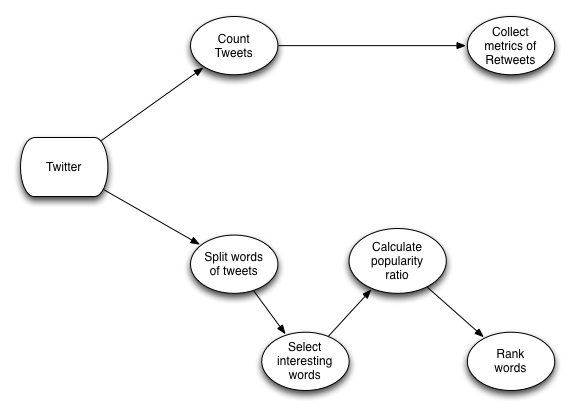 Count
Tweets
Collect
metrics of
Retweets
Twitter
Split words
of tweets
Calculate
popularity
ratio
Select
interesting
words
Rank
words